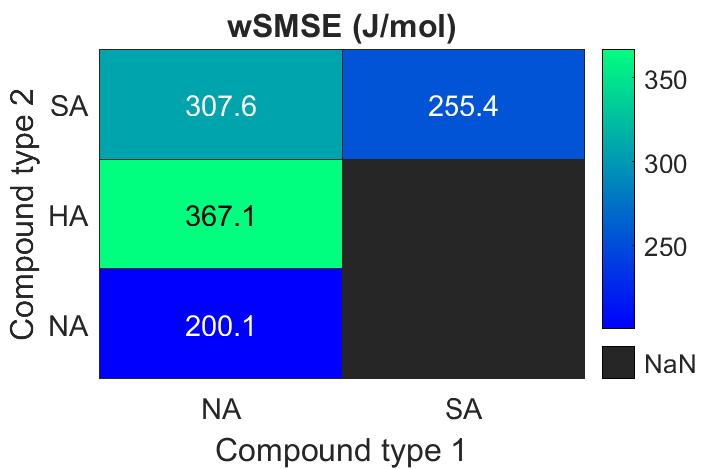 wSMSE (J/mol)
Compound type 2
SA
307.6
255.4
HA
367.1
NA
200.1
NA
SA
Compound type 1
350
300
250
NaN